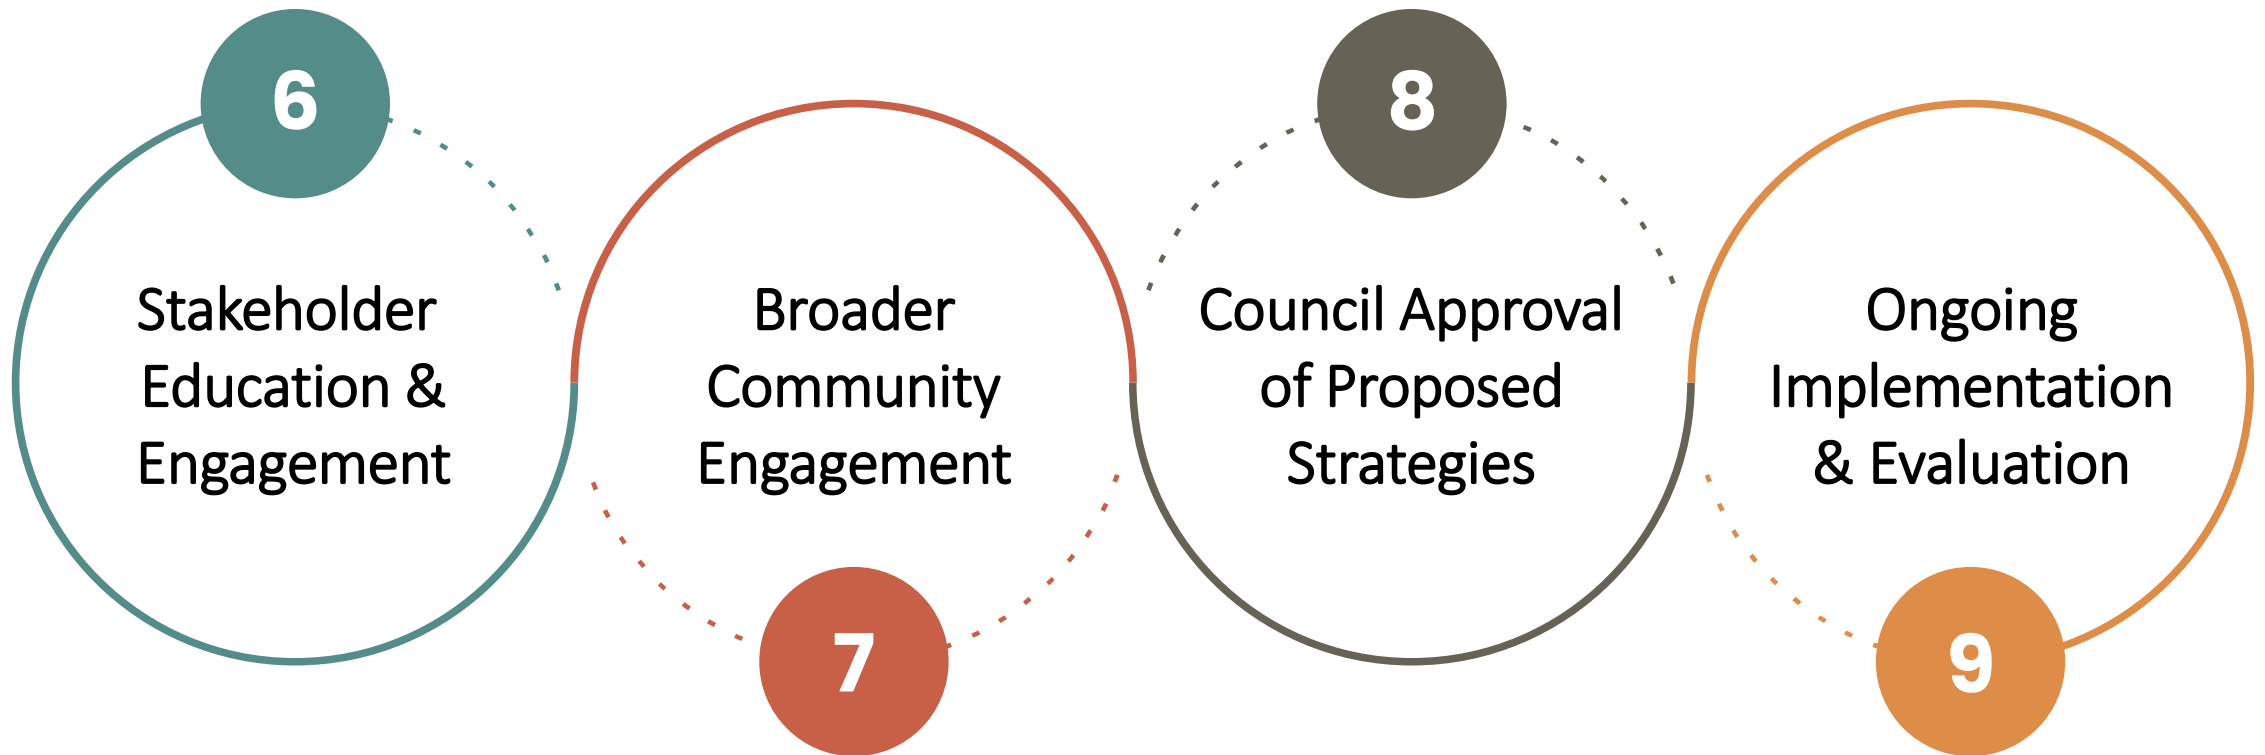 6
Stakeholder
Education &
Engagement
7
Broader
Community
Engagement
8
Council Approval
of Proposed
Strategies
9
Ongoing
Implementation
& Evaluation